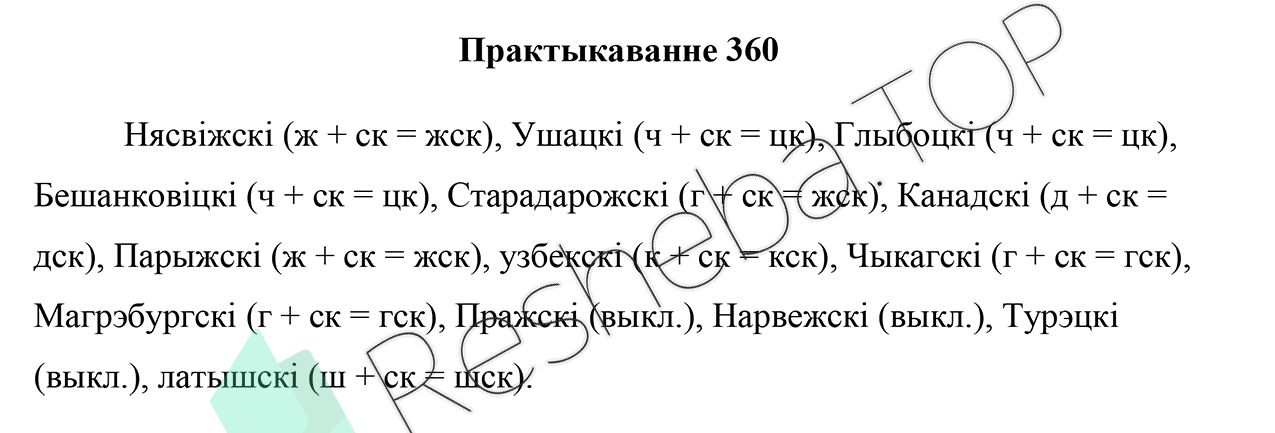 Практыкаванне 360
Нясвіжскі (ж + ск = жск), Ушацкі (ч + ск = цк), Глыбоцкі (ч + ск = цк),
Бешанковіцкі (ч + ск = цк), Старадарожскі (г + ск = жск), Канадскі (д + ск =
дск), Парыжскі (ж + ск = жск), узбекскі (к + ск = кск), Чыкагскі (г + ск = гск),
Магрэбургскі (г + ск = гск), Пражскі (выкл.), Нарвежскі (выкл.), Турэцкі
(выкл.), латышскі (ш + ск = шск).
Resheba TOP